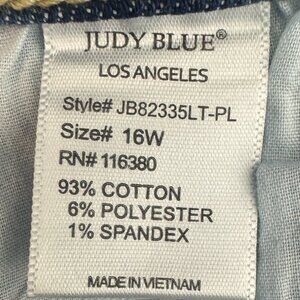 JUDY BLUE®
LOS ANGELES
Style# JB82335LT-PL
Size# 16W
RN# 116380
93% COTTON
6% POLYESTER
1% SPANDEX
MADE IN VIETNAM